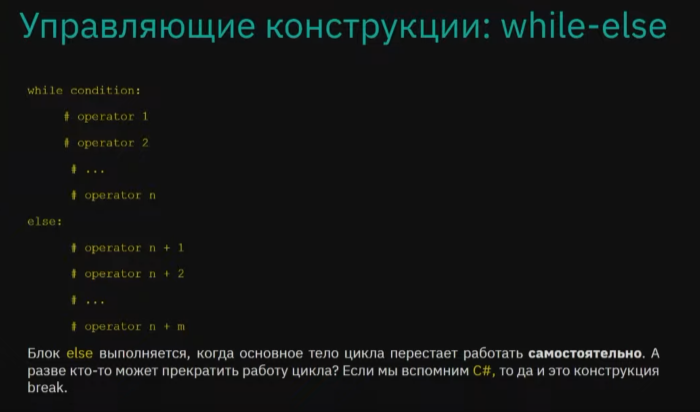 Управляющие конструкции: while-else
while condition:
# operator 1
# operator 2
# ...
# operator n
else:
# operator n + 1
# operator n + 2
# ...
# operator n + m
Блок else выполняется, когда основное тело цикла перестает работать самостоятельно. А
разве кто-то может прекратить работу цикла? Если мы вспомним C#, то да и это конструкция
break.